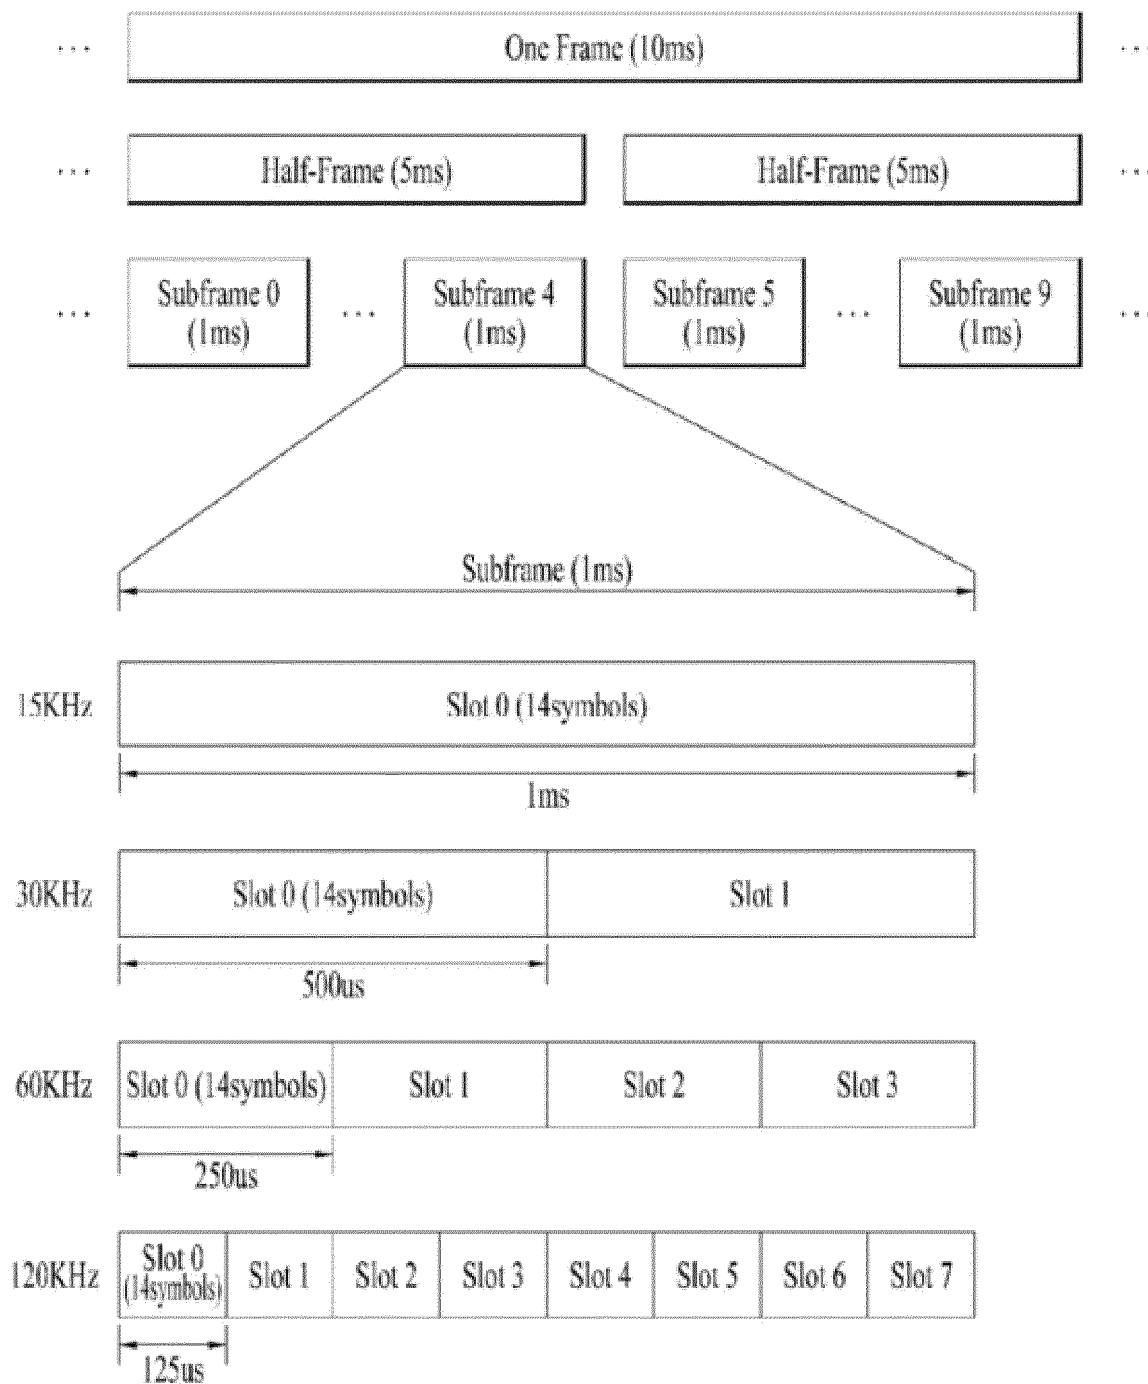 ... One Frame (10ms) ...
... Half-Frame (5ms) Half-Frame (5ms) ...
... Subframe 0 ... Subframe 4 Subframe 5 ... Subframe 9 ...
(1ms) (1ms) (1ms) (1ms)
Subframe (1ms)
15KHz Slot 0 (14symbols)
1ms
30KHz Slot 0 (14symbols) Slot 1
500us
60KHz Slot 0 (14symbols) Slot 1 Slot 2 Slot 3
250us
120KHz Slot 0 (14symbols) Slot 1 Slot 2 Slot 3 Slot 4 Slot 5 Slot 6 Slot 7
125us